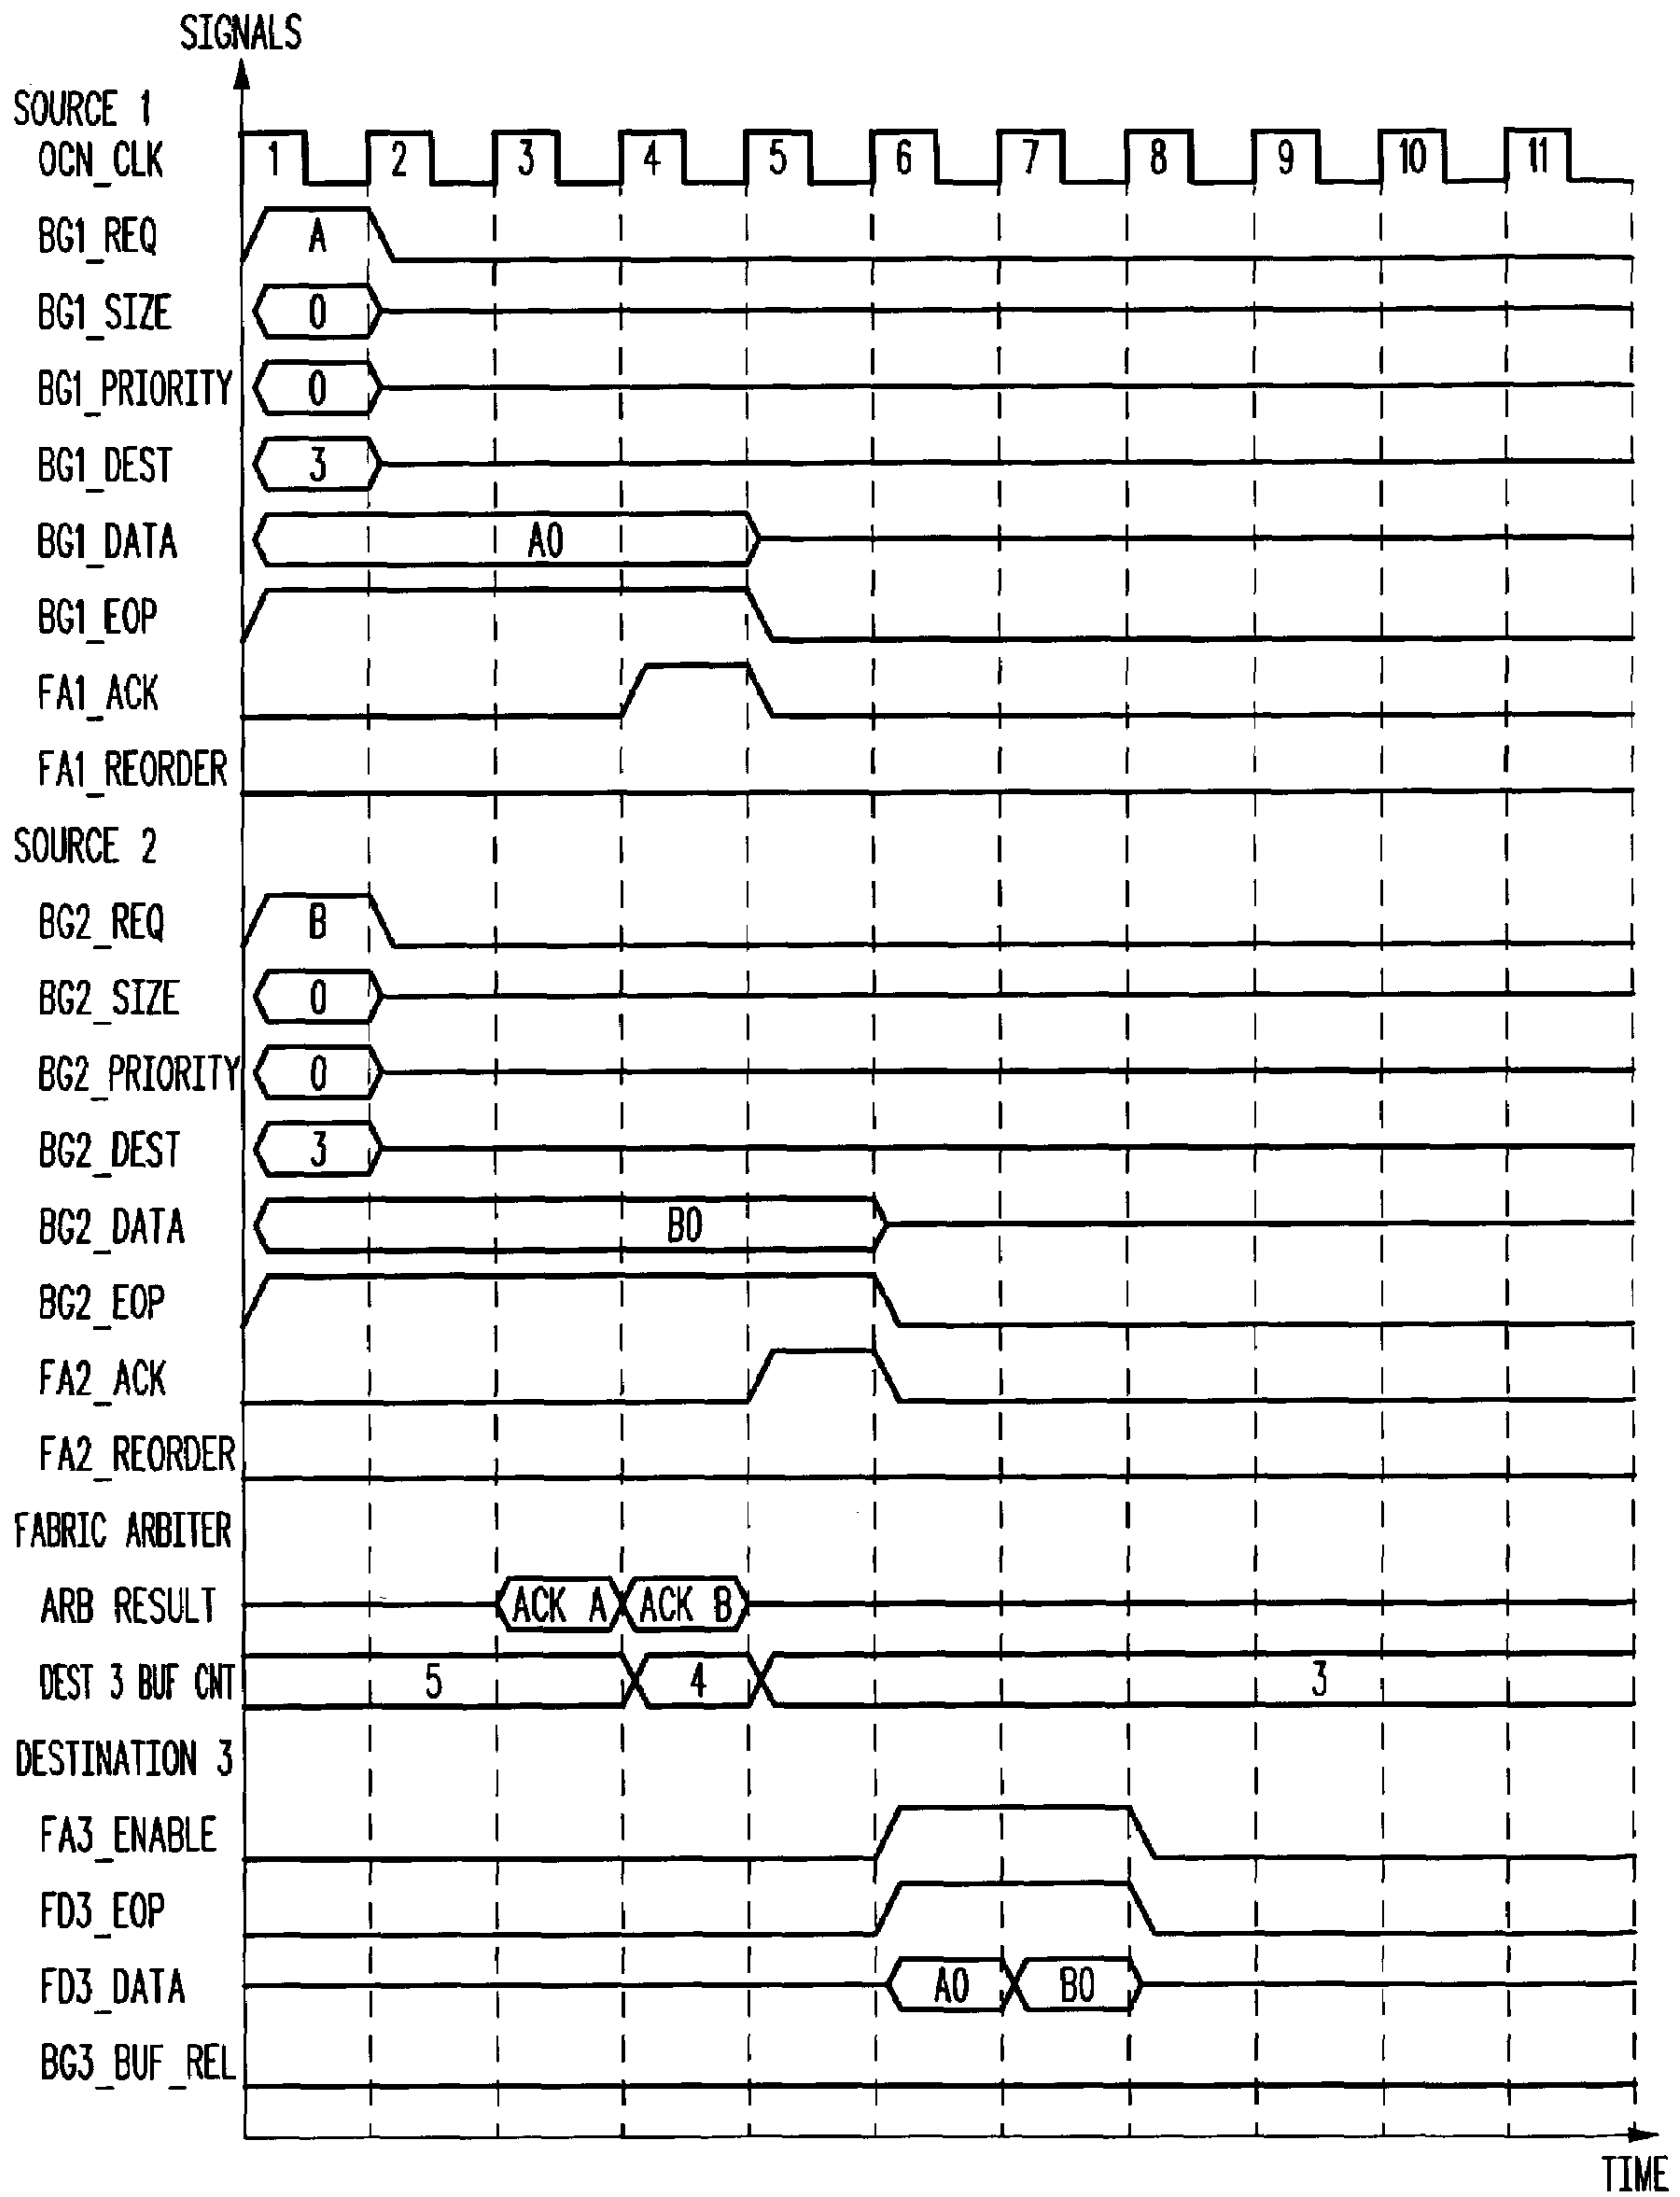 SIGNALS
SOURCE 1
OCN_CLK 1 2 3 4 5 6 7 8 9 10 11
BG1_REQ A
BG1_SIZE 0
BG1_PRIORITY 0
BG1_DEST 3
BG1_DATA A0
BG1_EOP
FA1_ACK
FA1_REORDER
SOURCE 2
BG2_REQ B
BG2_SIZE 0
BG2_PRIORITY 0
BG2_DEST 3
BG2_DATA B0
BG2_EOP
FA2_ACK
FA2_REORDER
FABRIC ARBITER
ARB RESULT ACK A ACK B
DEST 3 BUF CNT 5 4 3
DESTINATION 3
FA3_ENABLE
FD3_EOP
FD3_DATA A0 B0
BG3_BUF_REL
TIME